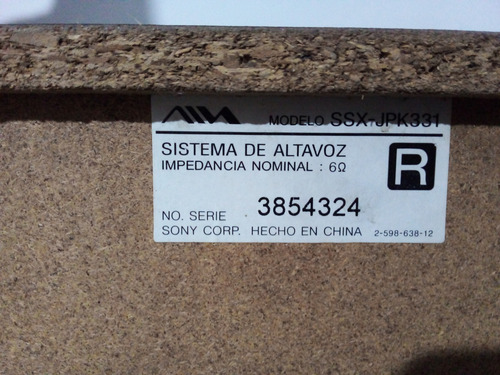 AIWA MODELO SSX-JPK331
SISTEMA DE ALTAVOZ
IMPEDANCIA NOMINAL : 6Ω
R
NO. SERIE 3854324
SONY CORP. HECHO EN CHINA 2-598-638-12